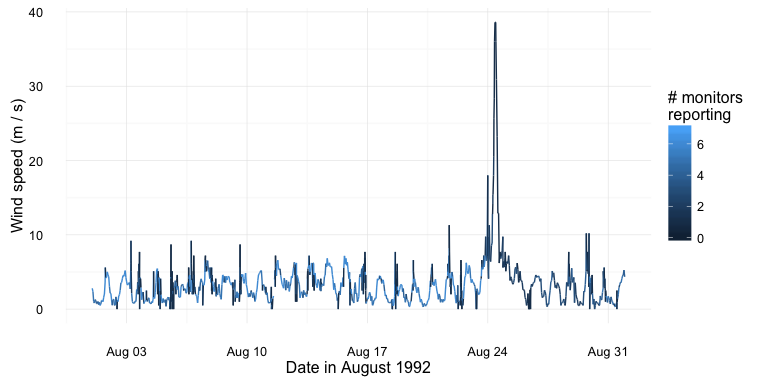 40
30
20
10
0
Wind speed (m / s)
Aug 03
Aug 10
Aug 17
Aug 24
Aug 31
Date in August 1992
# monitors
reporting
6
4
2
0